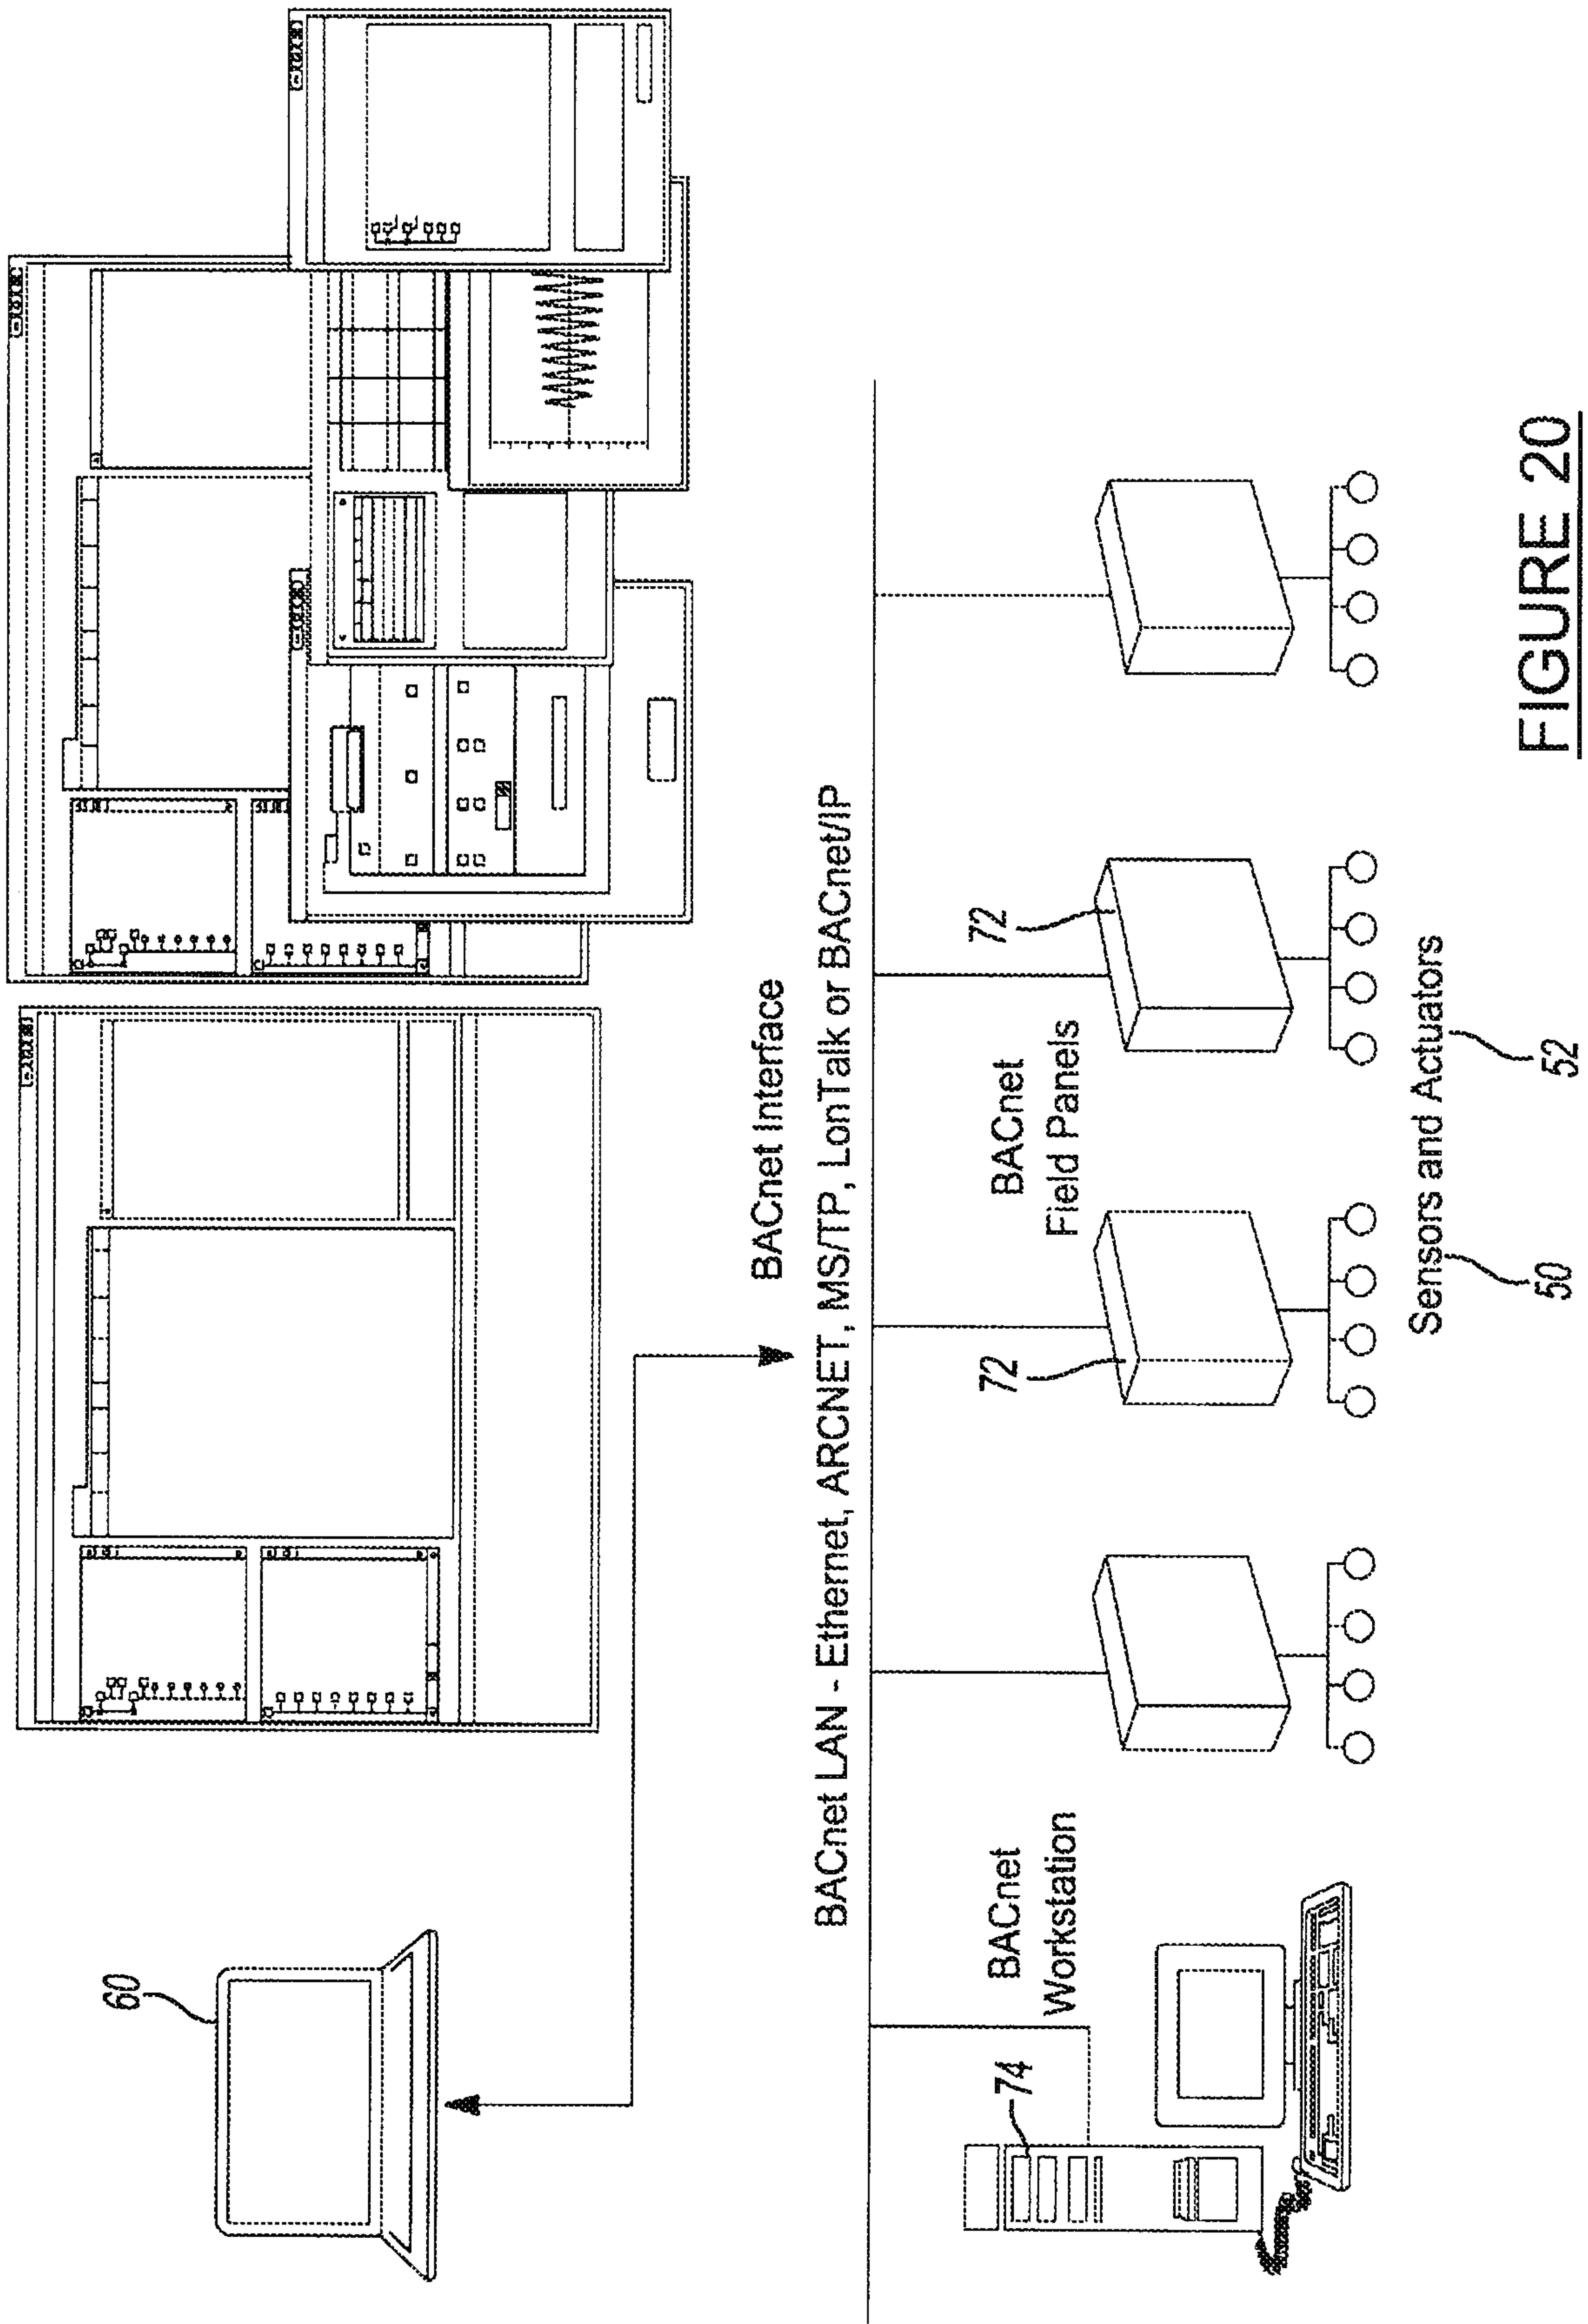 60
BACnet Interface
BACnet LAN - Ethernet, ARCNET, MS/TP, LonTalk or BACnet/IP
74
BACnet
Workstation
72
BACnet
Field Panels
72
Sensors and Actuators
50
52
FIGURE 20